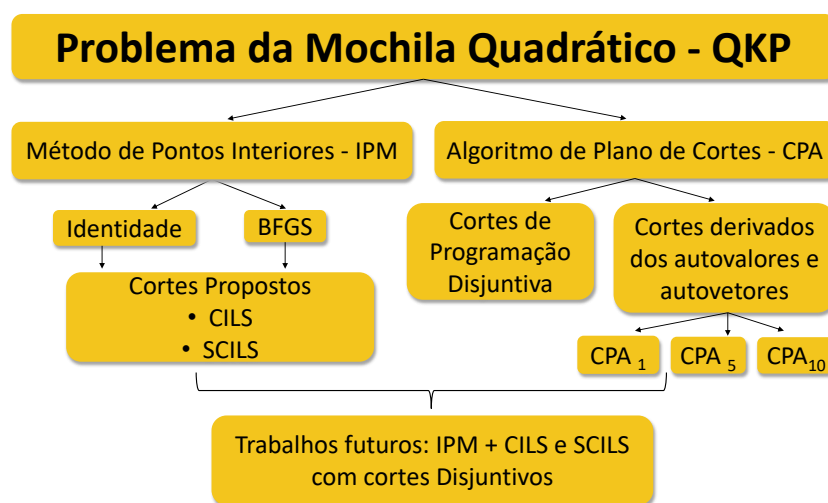 Problema da Mochila Quadrático - QKP
Método de Pontos Interiores - IPM
Algoritmo de Plano de Cortes - CPA
Identidade
BFGS
Cortes Propostos
• CILS
• SCILS
Cortes de
Programação
Disjuntiva
Cortes derivados
dos autovalores e
autovetores
CPA 1
CPA 5
CPA10
Trabalhos futuros: IPM + CILS e SCILS
com cortes Disjuntivos